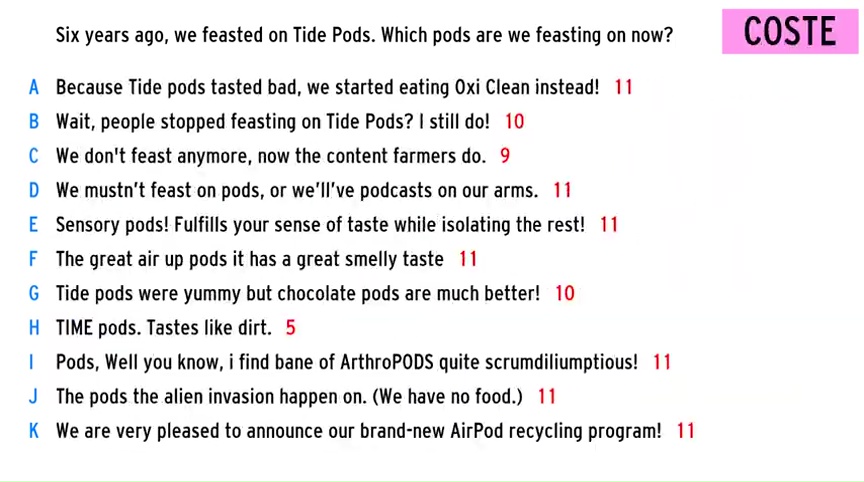 Six years ago, we feasted on Tide Pods. Which pods are we feasting on now?
COSTE
A Because Tide pods tasted bad, we started eating Oxi Clean instead! 11
B Wait, people stopped feasting on Tide Pods? I still do! 10
C We don't feast anymore, now the content farmers do. 9
D We mustn't feast on pods, or we'll've podcasts on our arms. 11
E Sensory pods! Fulfills your sense of taste while isolating the rest! 11
F The great air up pods it has a great smelly taste 11
G Tide pods were yummy but chocolate pods are much better! 10
H TIME pods. Tastes like dirt. 5
I Pods, Well you know, i find bane of ArthroPODS quite scrumdiliumptious! 11
J The pods the alien invasion happen on. (We have no food.) 11
K We are very pleased to announce our brand-new AirPod recycling program! 11